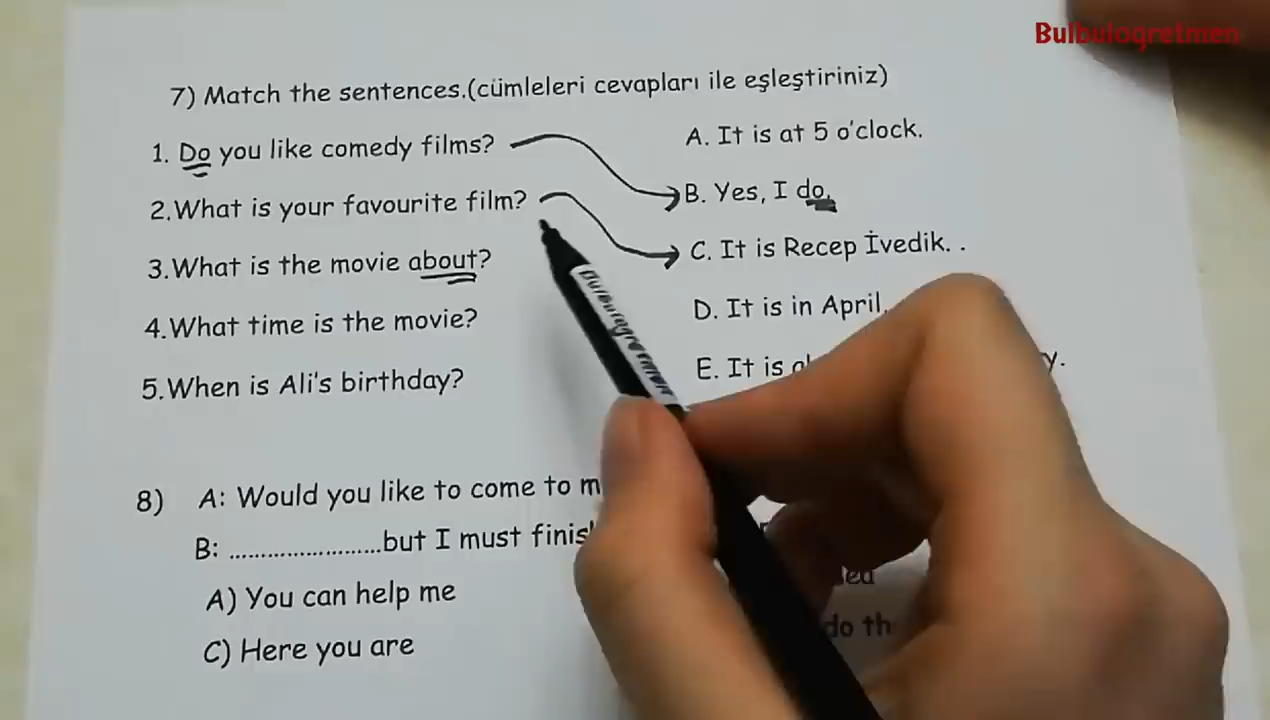 Bulbulogretmen
7) Match the sentences.(cümleleri cevapları ile eşleştiriniz)
1. Do you like comedy films?
A. It is at 5 o'clock.
2.What is your favourite film?
B. Yes, I do.
3.What is the movie about?
C. It is Recep İvedik. .
4.What time is the movie?
D. It is in April.
5.When is Ali's birthday?
E. It is
Bulbulogretmen
8) A: Would you like to come to
B: ........................but I must
A) You can help me
do
C) Here you are